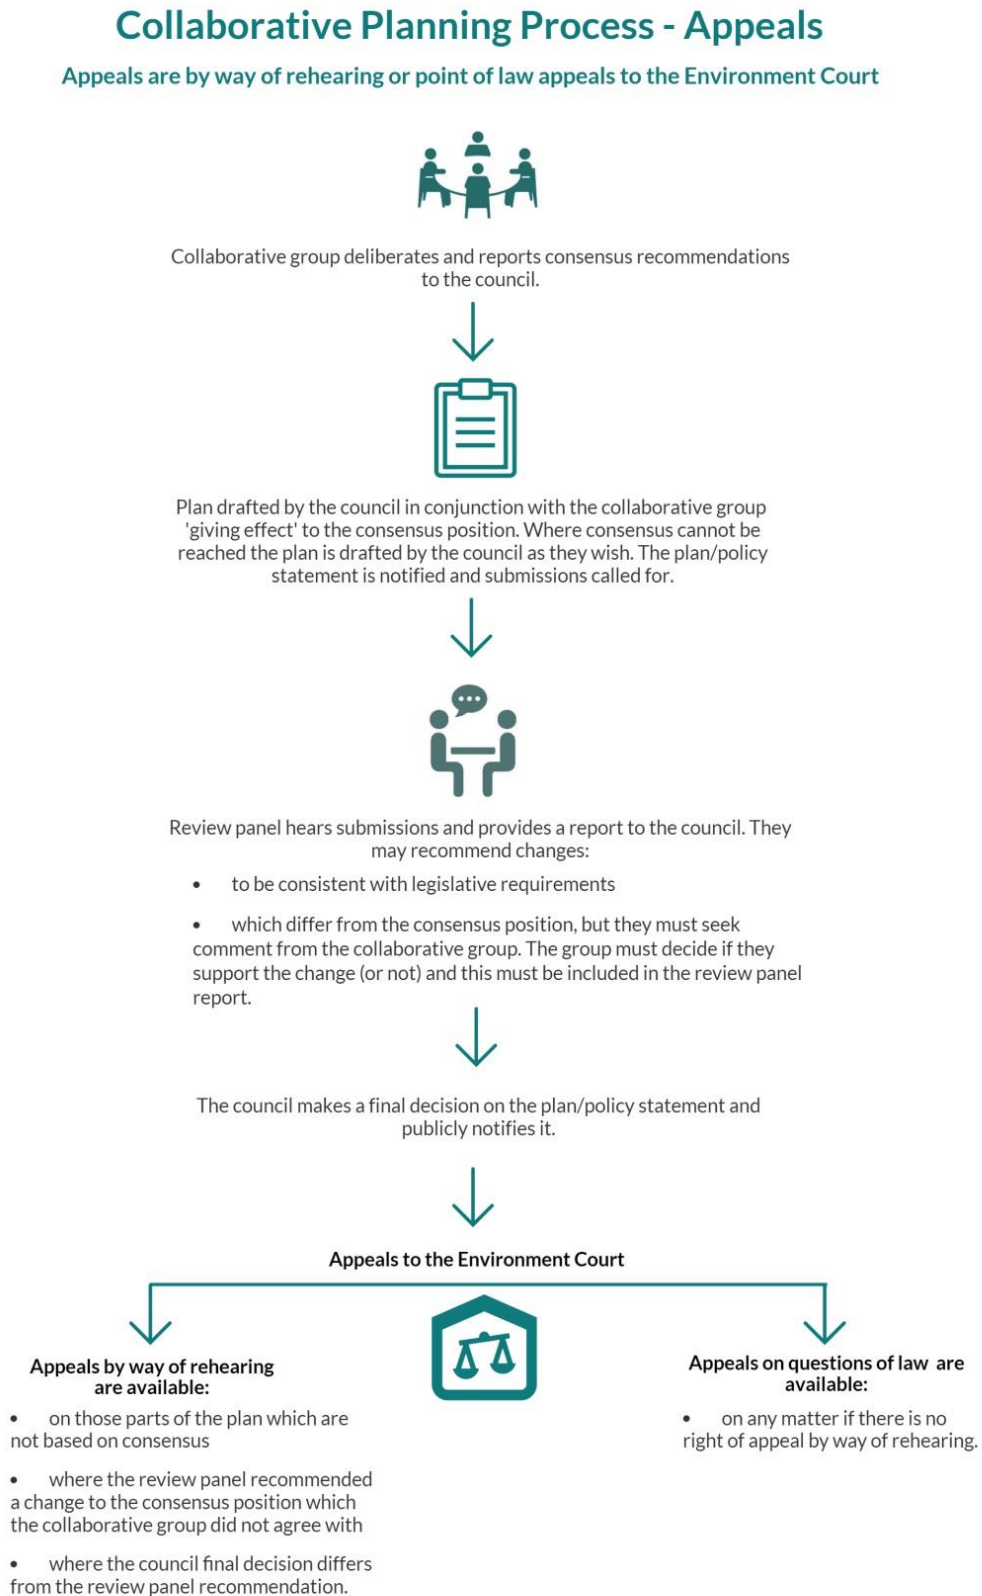 Collaborative Planning Process - Appeals
Appeals are by way of rehearing or point of law appeals to the Environment Court
Collaborative group deliberates and reports consensus recommendations
to the council.
Plan drafted by the council in conjunction with the collaborative group
'giving effect' to the consensus position. Where consensus cannot be
reached the plan is drafted by the council as they wish. The plan/policy
statement is notified and submissions called for.
Review panel hears submissions and provides a report to the council. They
may recommend changes:
• to be consistent with legislative requirements
• which differ from the consensus position, but they must seek
comment from the collaborative group. The group must decide if they
support the change (or not) and this must be included in the review panel
report.
The council makes a final decision on the plan/policy statement and
publicly notifies it.
Appeals to the Environment Court
Appeals by way of rehearing
are available:
• on those parts of the plan which are
not based on consensus
• where the review panel recommended
a change to the consensus position which
the collaborative group did not agree with
• where the council final decision differs
from the review panel recommendation.
Appeals on questions of law are
available:
• on any matter if there is no
right of appeal by way of rehearing.